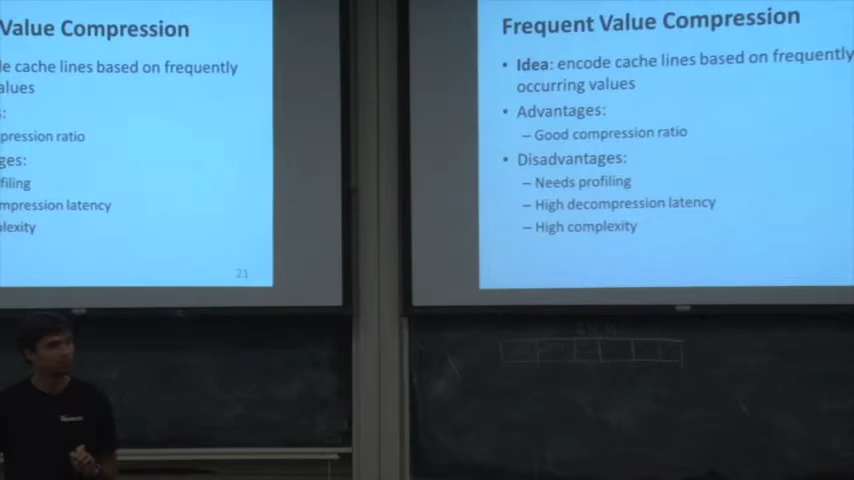 Value Compression
le cache lines based on frequently
alues
s:
pression ratio
ges:
filing
mpression latency
plexity
21
Frequent Value Compression
• Idea: encode cache lines based on frequently
occurring values
• Advantages:
– Good compression ratio
• Disadvantages:
– Needs profiling
– High decompression latency
– High complexity